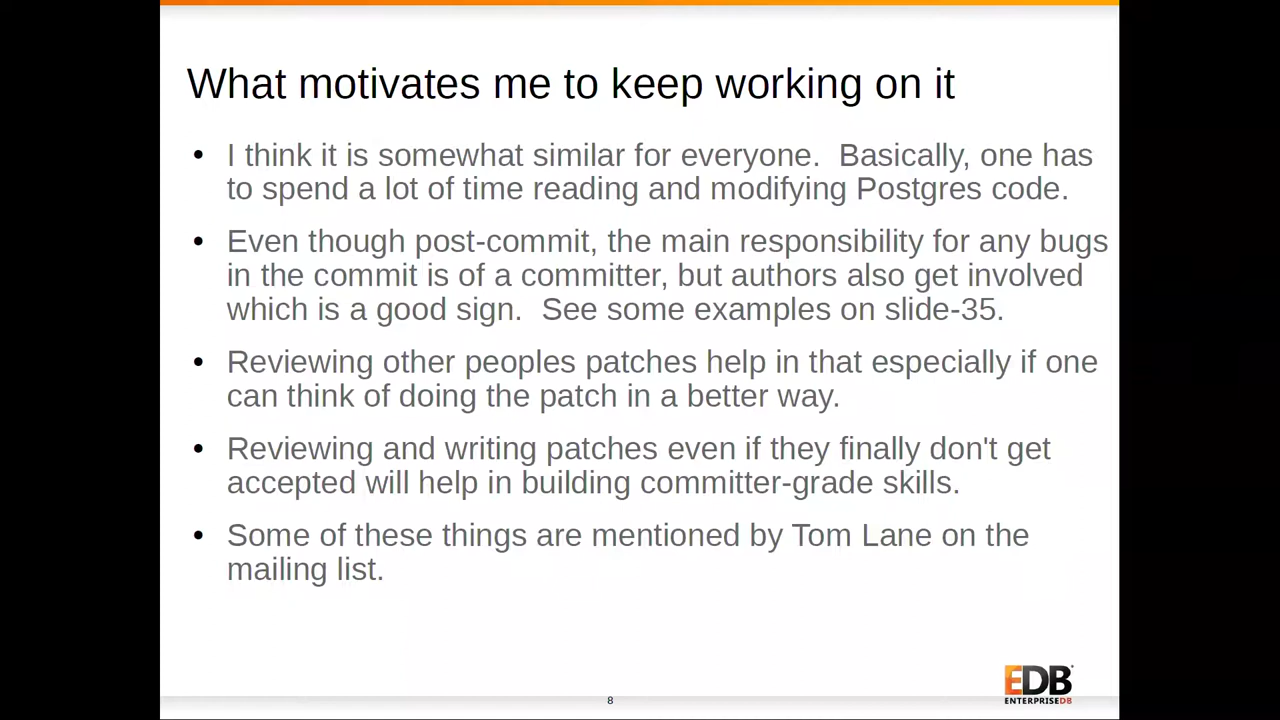 What motivates me to keep working on it
• I think it is somewhat similar for everyone.  Basically, one has
to spend a lot of time reading and modifying Postgres code.
• Even though post-commit, the main responsibility for any bugs
in the commit is of a committer, but authors also get involved
which is a good sign.  See some examples on slide-35.
• Reviewing other peoples patches help in that especially if one
can think of doing the patch in a better way.
• Reviewing and writing patches even if they finally don't get
accepted will help in building committer-grade skills.
• Some of these things are mentioned by Tom Lane on the
mailing list.
EDB
ENTERPRISEDB
8